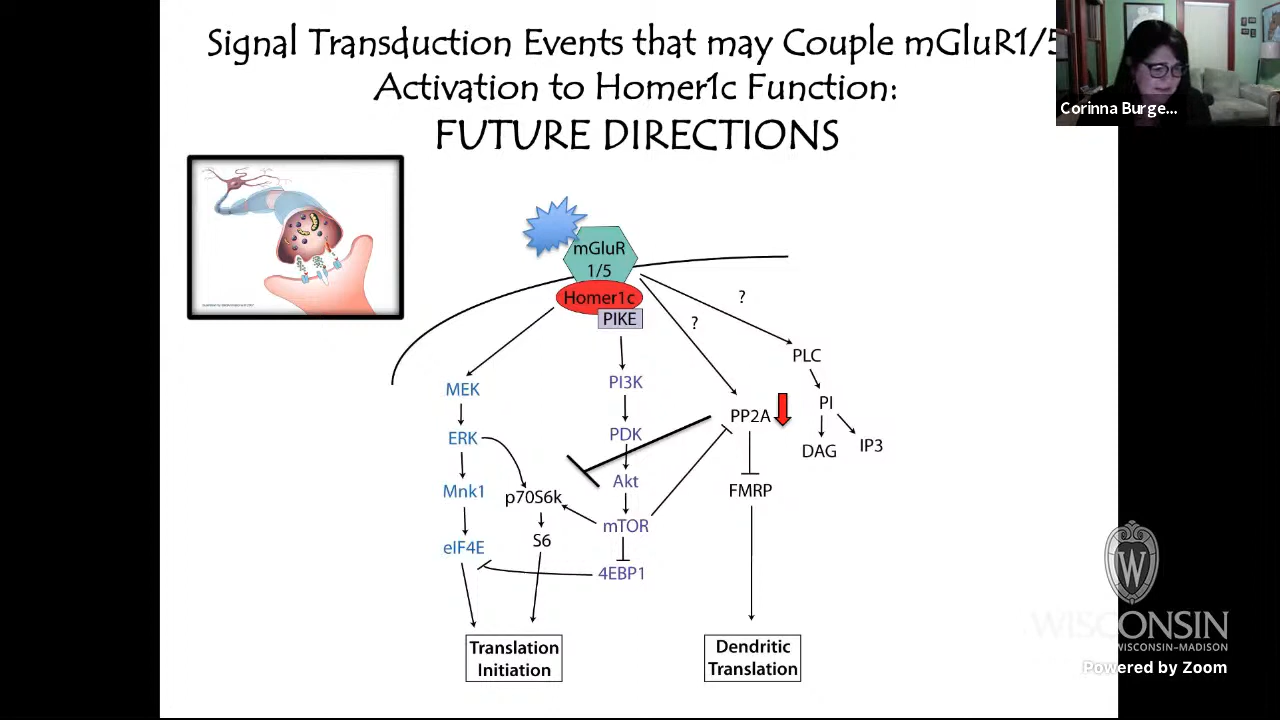 Signal Transduction Events that may Couple mGluR1/5
Activation to Homer1c Function:
FUTURE DIRECTIONS
Corinna Burge...
mGluR
1/5
Homer1c
PIKE
?
?
PLC
MEK
PI3K
PI
PP2A
ERK
PDK
DAG
IP3
Mnk1
p70S6k
Akt
FMRP
mTOR
eIF4E
S6
4EBP1
Translation
Initiation
Dendritic
Translation
W
WISCONSIN
WISCONSIN-MADISON
Powered by Zoom